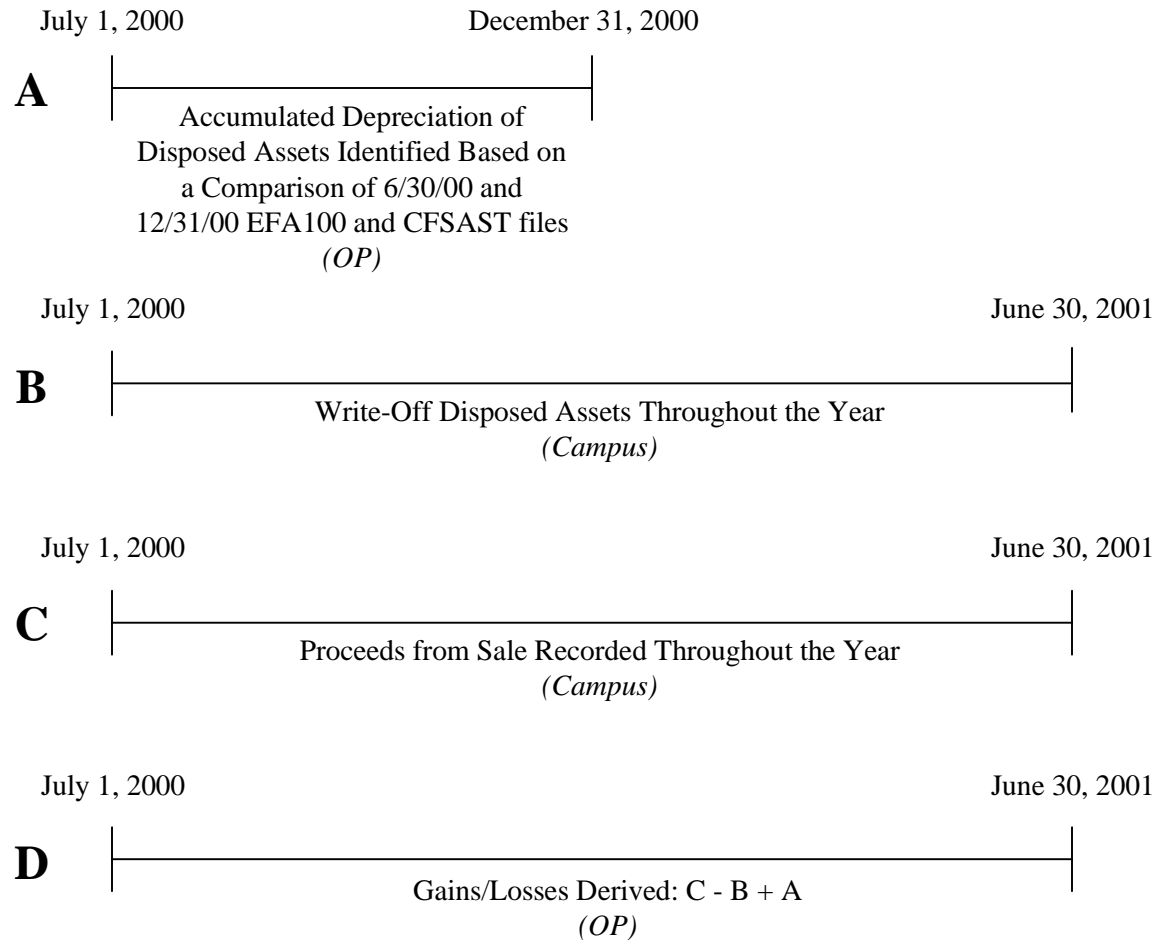 July 1, 2000 December 31, 2000
A
Accumulated Depreciation of
Disposed Assets Identified Based on
a Comparison of 6/30/00 and
12/31/00 EFA100 and CFSAST files
(OP)
July 1, 2000 June 30, 2001
B
Write-Off Disposed Assets Throughout the Year
(Campus)
July 1, 2000 June 30, 2001
C
Proceeds from Sale Recorded Throughout the Year
(Campus)
July 1, 2000 June 30, 2001
D
Gains/Losses Derived: C - B + A
(OP)